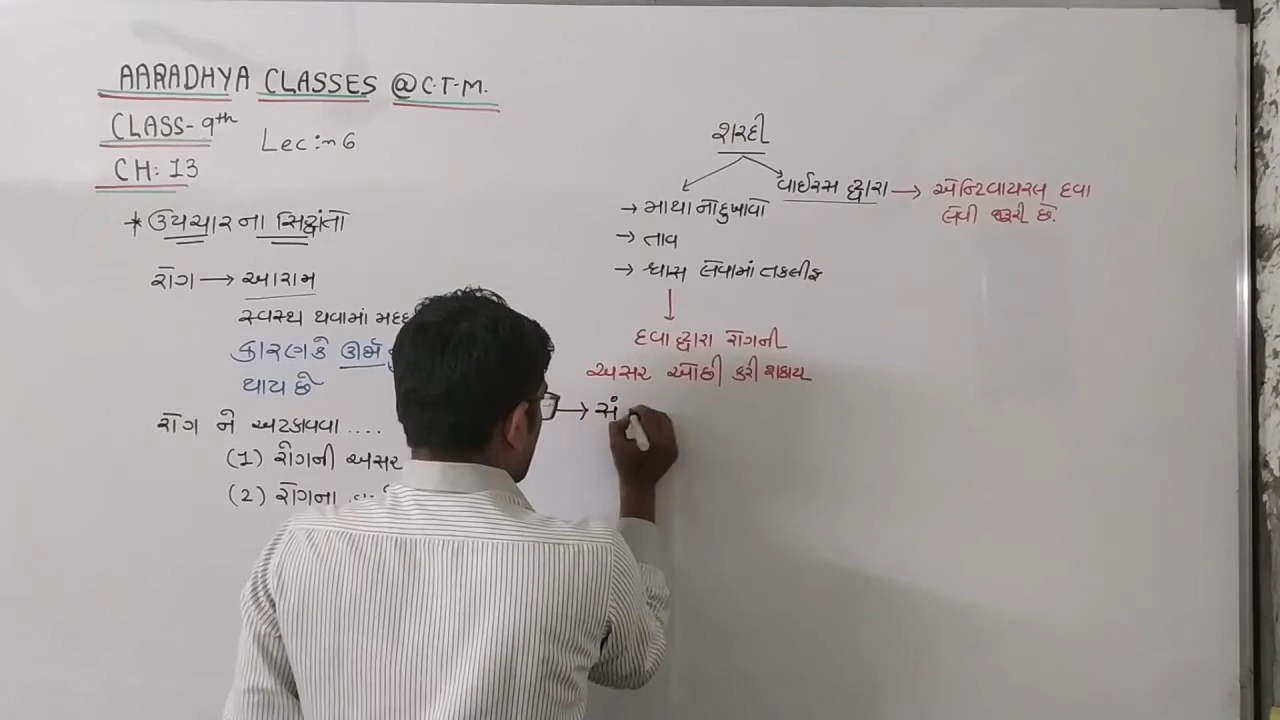 AARADHYA CLASSES @C.T.M.
CLASS-9th
Lec:-6
CH: 13
* ઉપચારના સિદ્ધાંતો
રોગ → આરામ
સ્વસ્થ થવામાં
કારણકે ઊર્જા
થાય છે
રોગ ને અટકાવવા ....
(1) રોગની અસર
(2) રોગના
શરદી
→ માથાનોદુખાવો
→ તાવ
→ શ્વાસ લેવામાં તકલીફ
દવા દ્વારા રોગની
અસર ઓછી કરી શકાય
વાઈરસ દ્વારા → એન્ટિવાયરલ દવા
લેવી જરૂરી છે.
→ સં